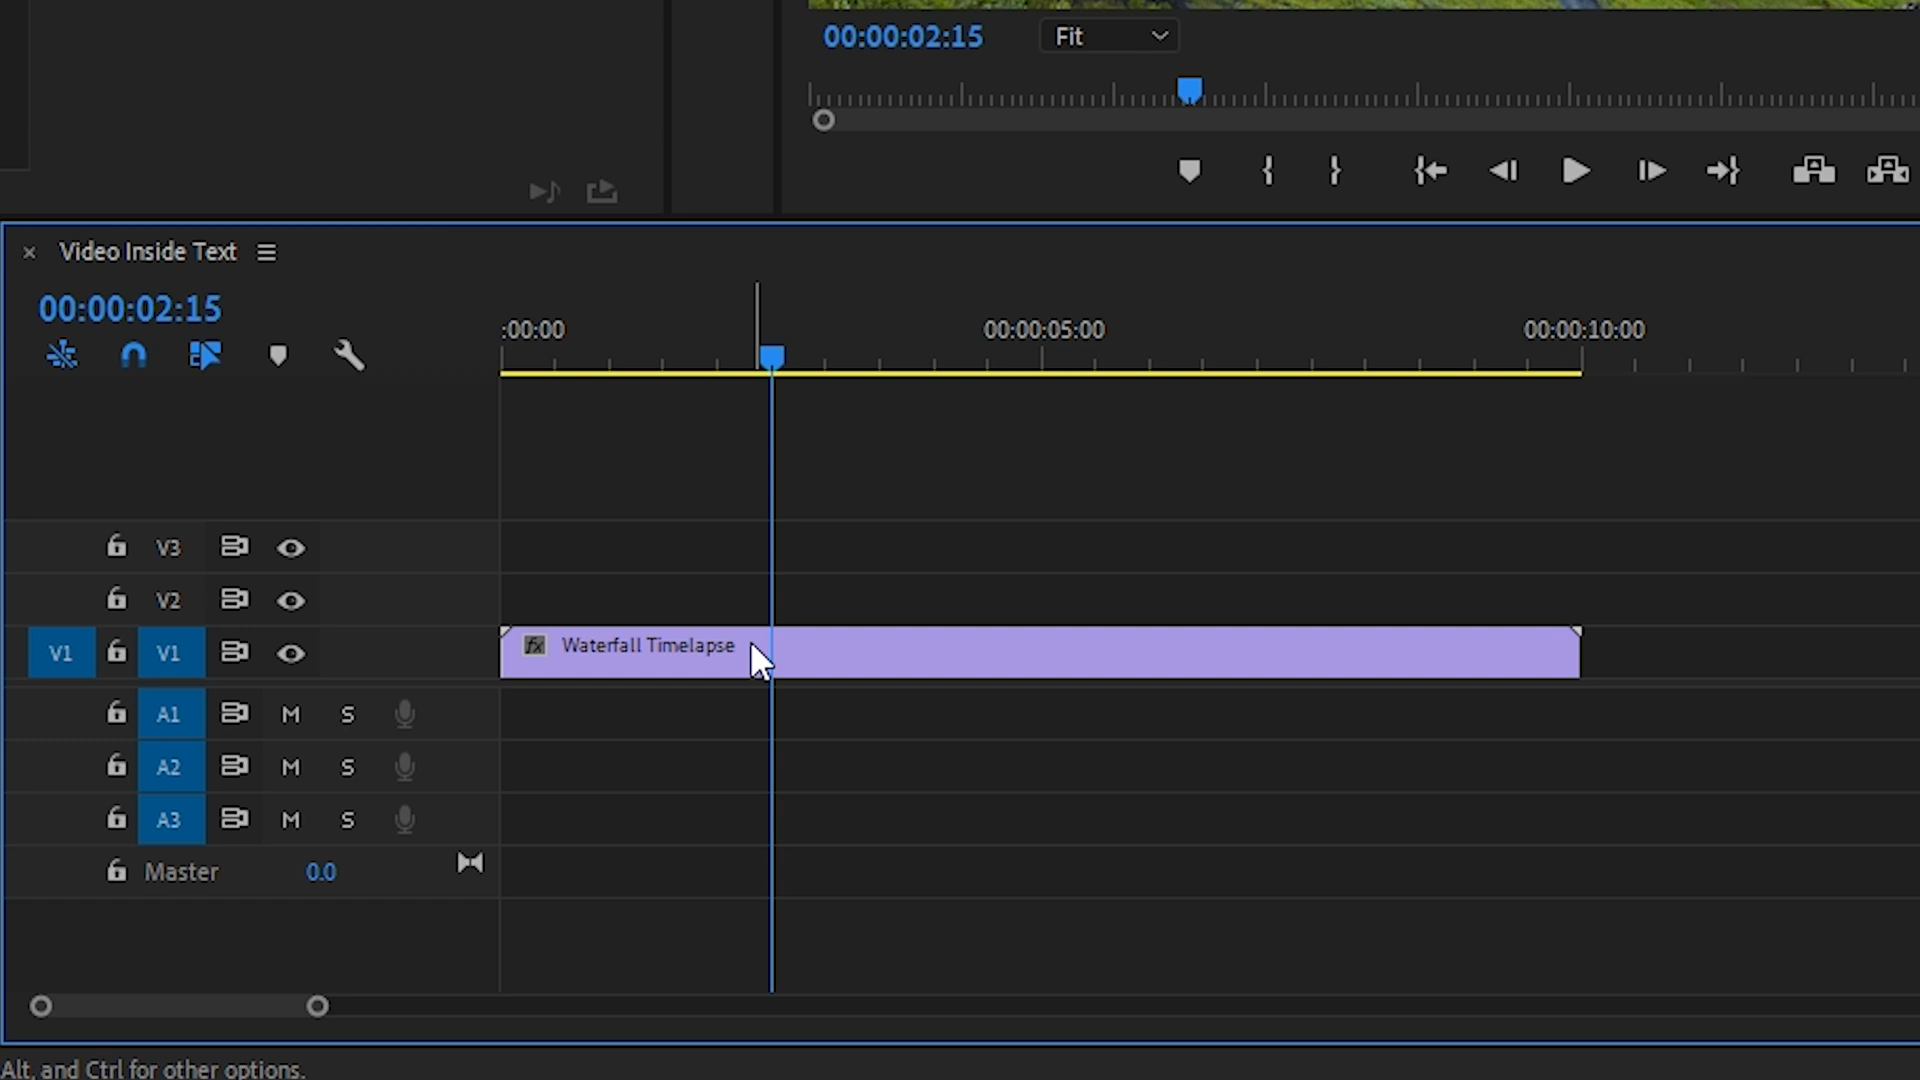 00:00:02:15 Fit
Video Inside Text
00:00:02:15
:00:00 00:00:05:00 00:00:10:00
V3
V2
V1 V1 fx Waterfall Timelapse
A1 M S
A2 M S
A3 M S
Master 0.0
Alt, and Ctrl for other options.